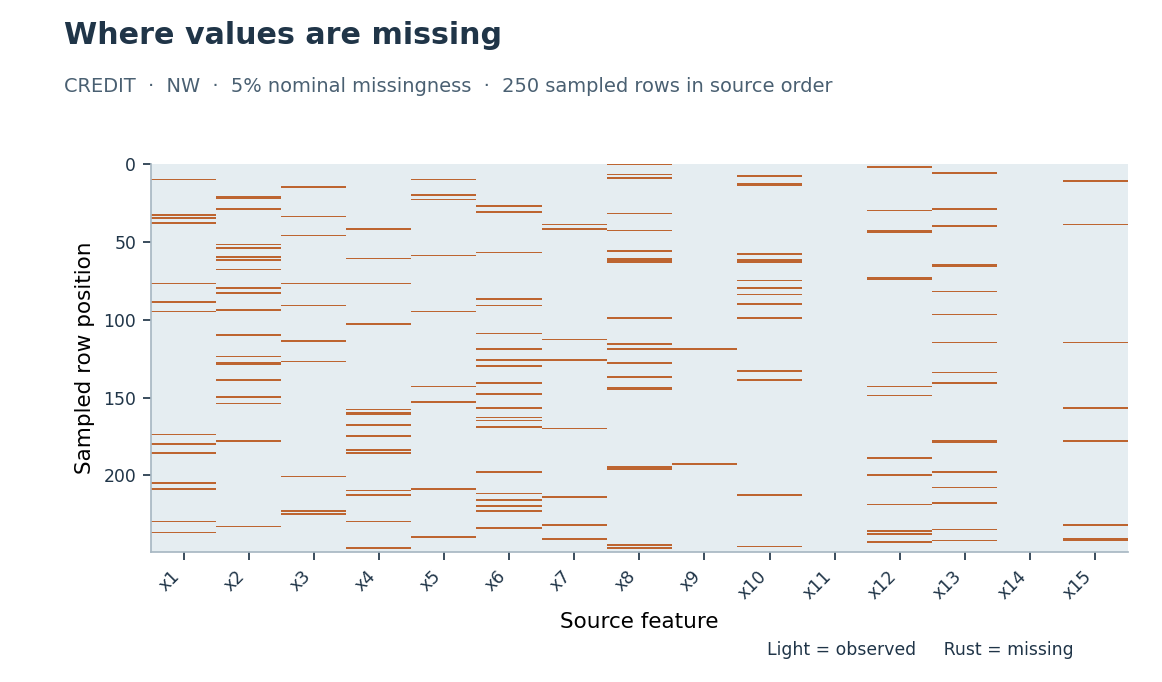 Where values are missing
CREDIT · NW · 5% nominal missingness · 250 sampled rows in source order
0
50
100
150
200
Sampled row position
x1 x2 x3 x4 x5 x6 x7 x8 x9 x10 x11 x12 x13 x14 x15
Source feature
Light = observed Rust = missing